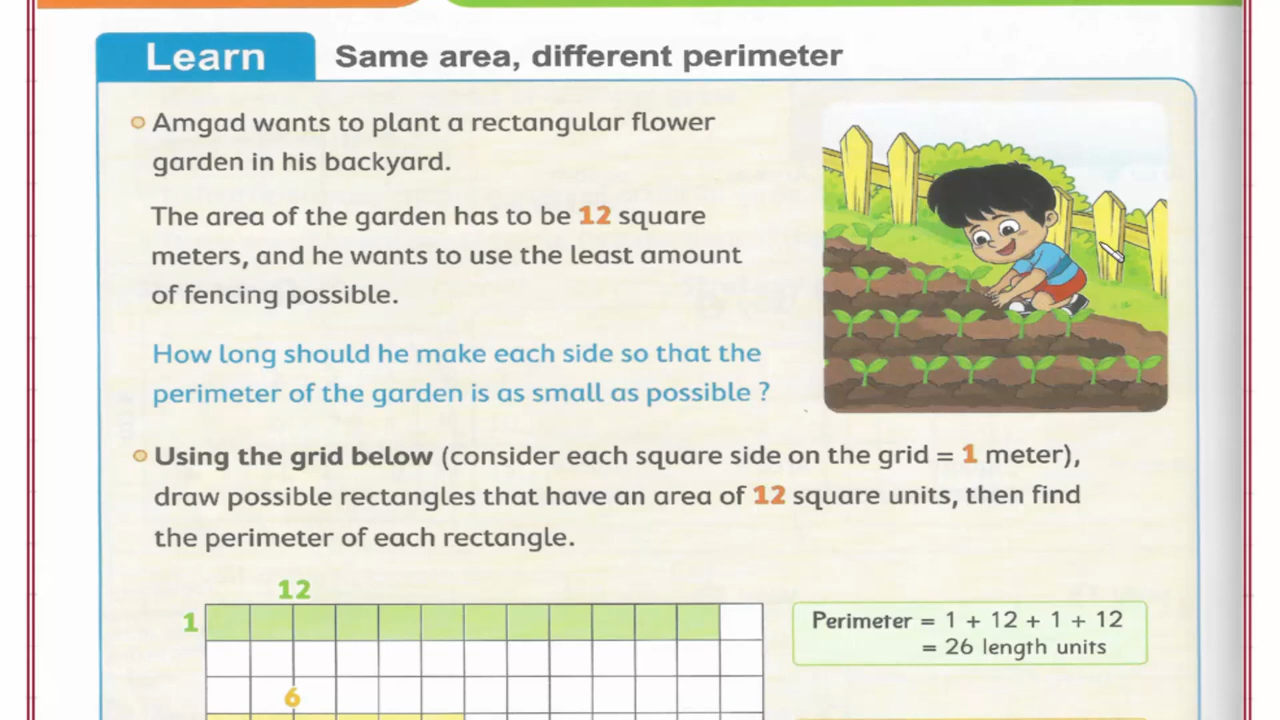 Learn
Same area, different perimeter
Amgad wants to plant a rectangular flower
garden in his backyard.
The area of the garden has to be 12 square
meters, and he wants to use the least amount
of fencing possible.
How long should he make each side so that the
perimeter of the garden is as small as possible ?
Using the grid below (consider each square side on the grid = 1 meter),
draw possible rectangles that have an area of 12 square units, then find
the perimeter of each rectangle.
12
1
Perimeter = 1 + 12 + 1 + 12
= 26 length units
6